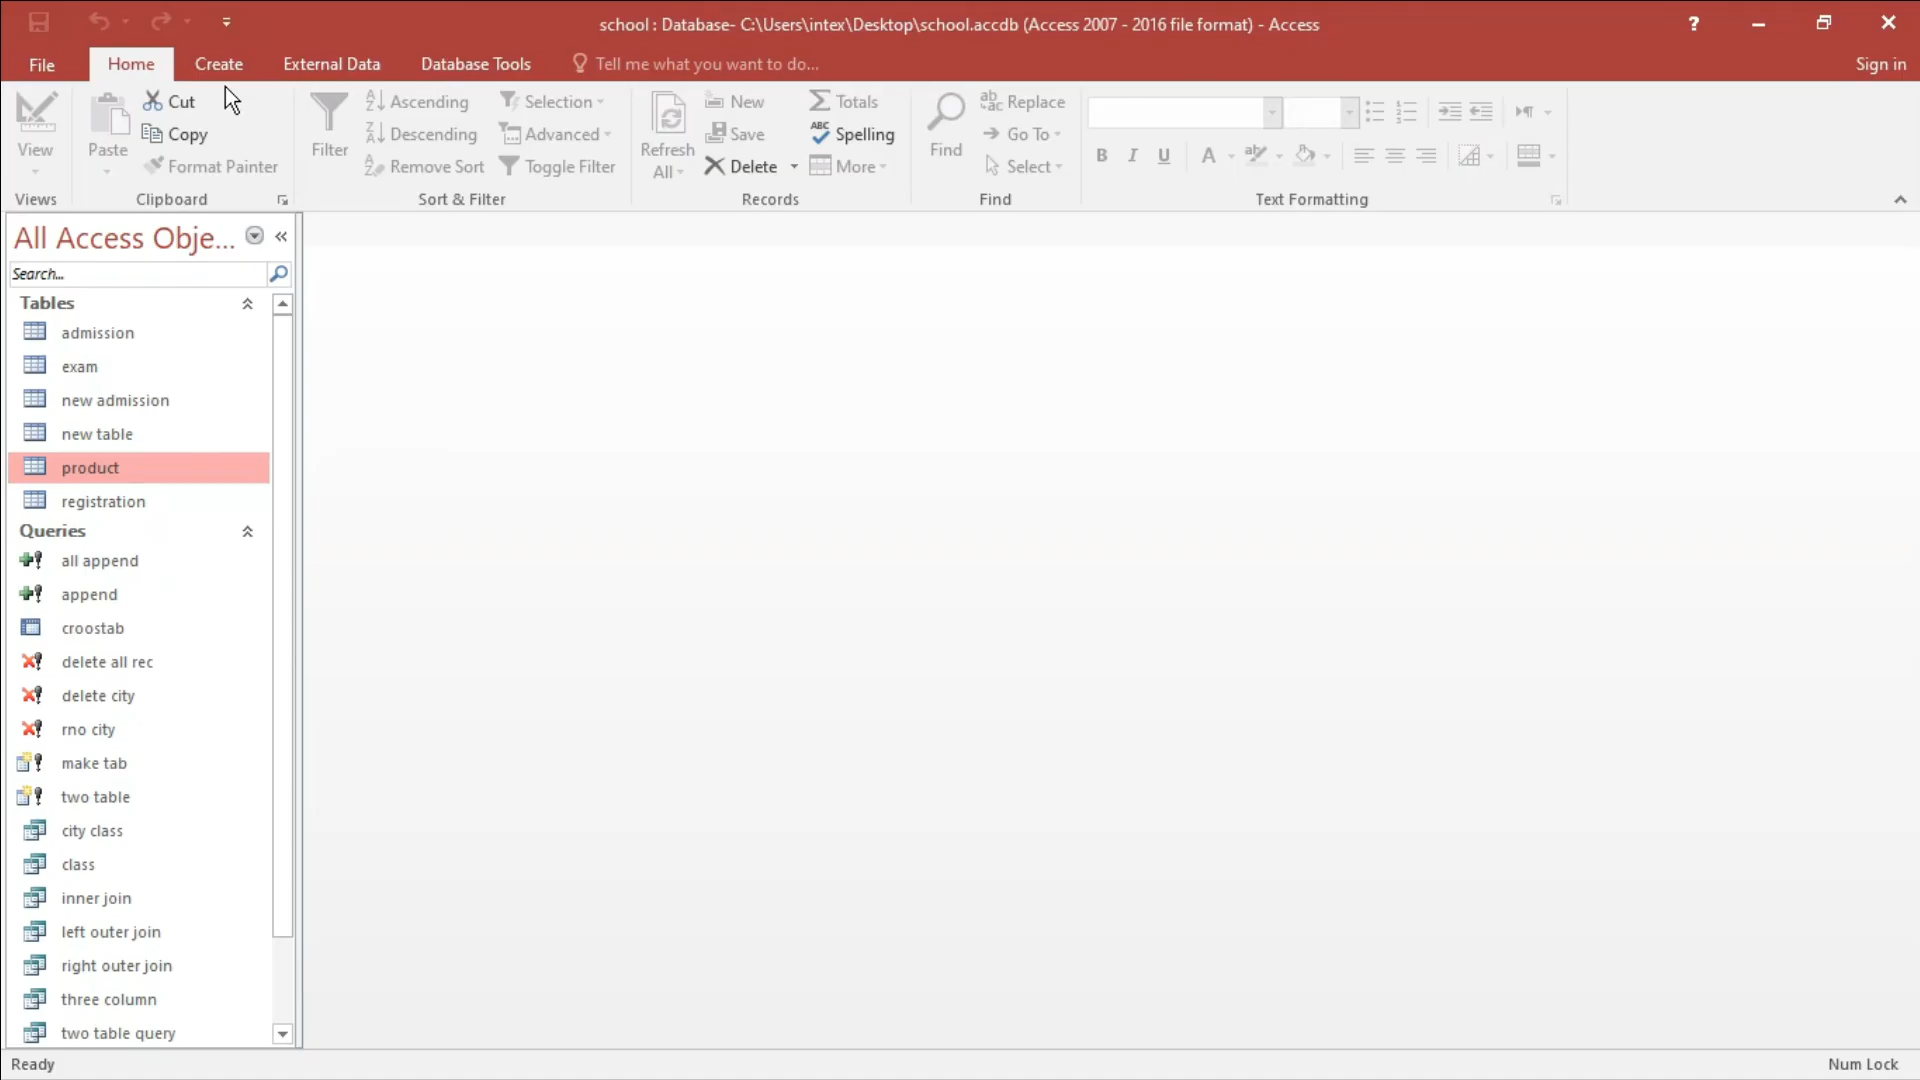 school : Database- C:\Users\intex\Desktop\school.accdb (Access 2007 - 2016 file format) - Access
?
File Home Create External Data Database Tools Tell me what you want to do... Sign in
View
Views
Paste
Cut
Copy
Format Painter
Clipboard
Filter
Ascending
Descending
Remove Sort
Selection
Advanced
Toggle Filter
Sort & Filter
Refresh
All
New
Save
Delete
Totals
Spelling
More
Records
Find
Replace
Go To
Select
Find
B I U A
Text Formatting
All Access Obje...
Search...
Tables
admission
exam
new admission
new table
product
registration
Queries
all append
append
croostab
delete all rec
delete city
rno city
make tab
two table
city class
class
inner join
left outer join
right outer join
three column
two table query
Ready
Num Lock